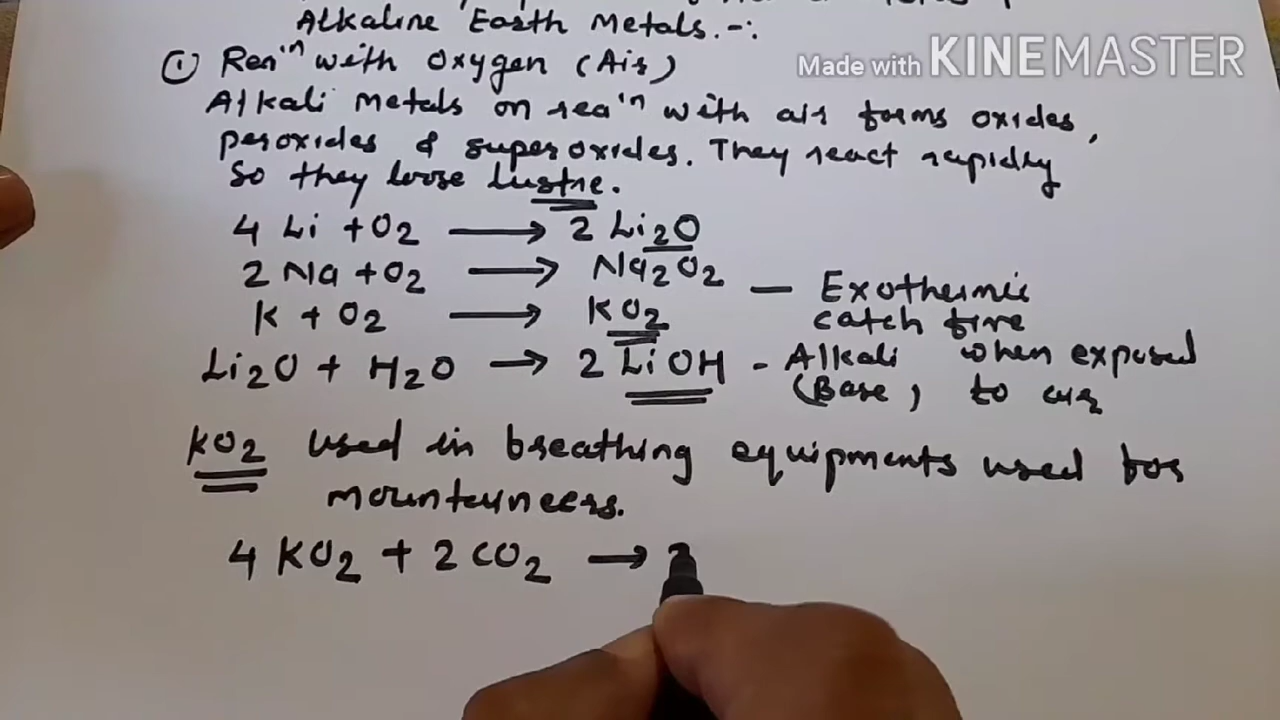 Alkaline Earth Metals.-:
Made with KINEMASTER
① Rea'n with Oxygen (Air)
Alkali Metals on rea'n with air forms oxides,
peroxides & superoxides. They react rapidly
So they loose lustre.
4 Li + O2 ⟶ 2 Li2O
2 Na + O2 ⟶ Na2O2
K + O2 ⟶ KO2
— Exothermic
catch fire
when exposed
to air
Li2O + H2O → 2 LiOH - Alkali
(Base)
KO2 used in breathing equipments used for
mountaineers.
4 KO2 + 2 CO2 → 2